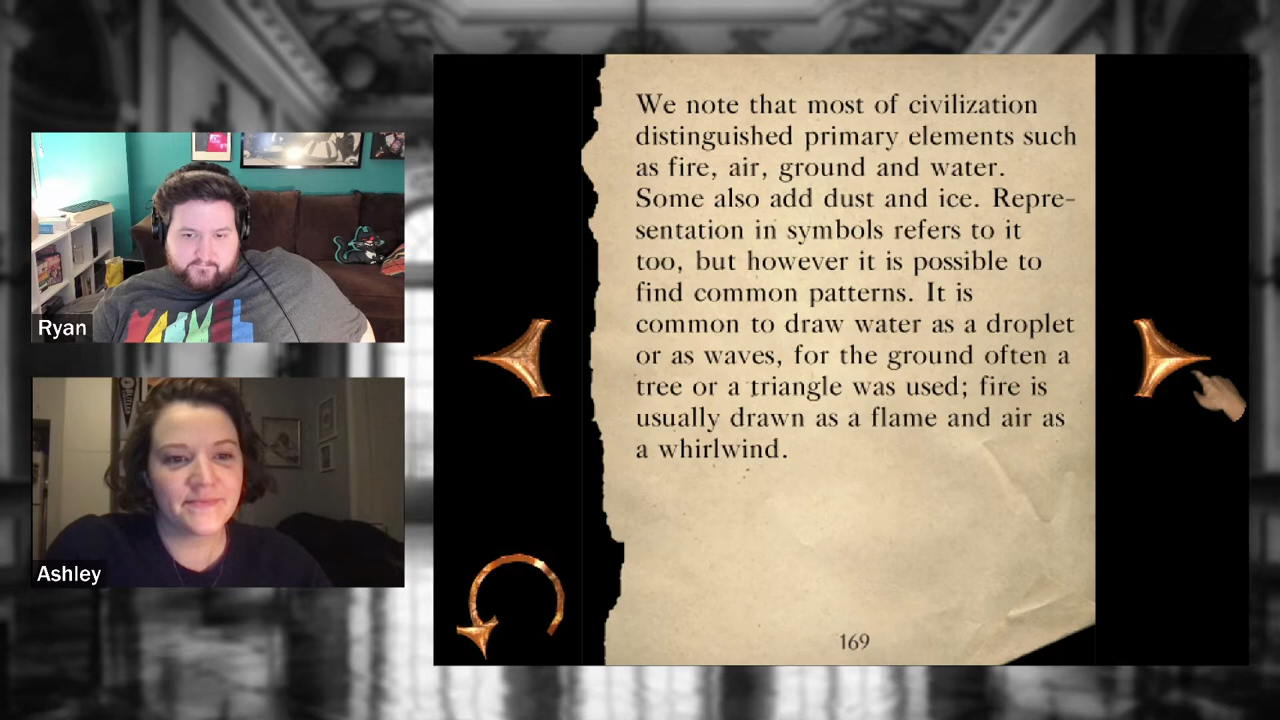 Ryan
Ashley
We note that most of civilization
distinguished primary elements such
as fire, air, ground and water.
Some also add dust and ice. Repre-
sentation in symbols refers to it
too, but however it is possible to
find common patterns. It is
common to draw water as a droplet
or as waves, for the ground often a
tree or a triangle was used; fire is
usually drawn as a flame and air as
a whirlwind.
169